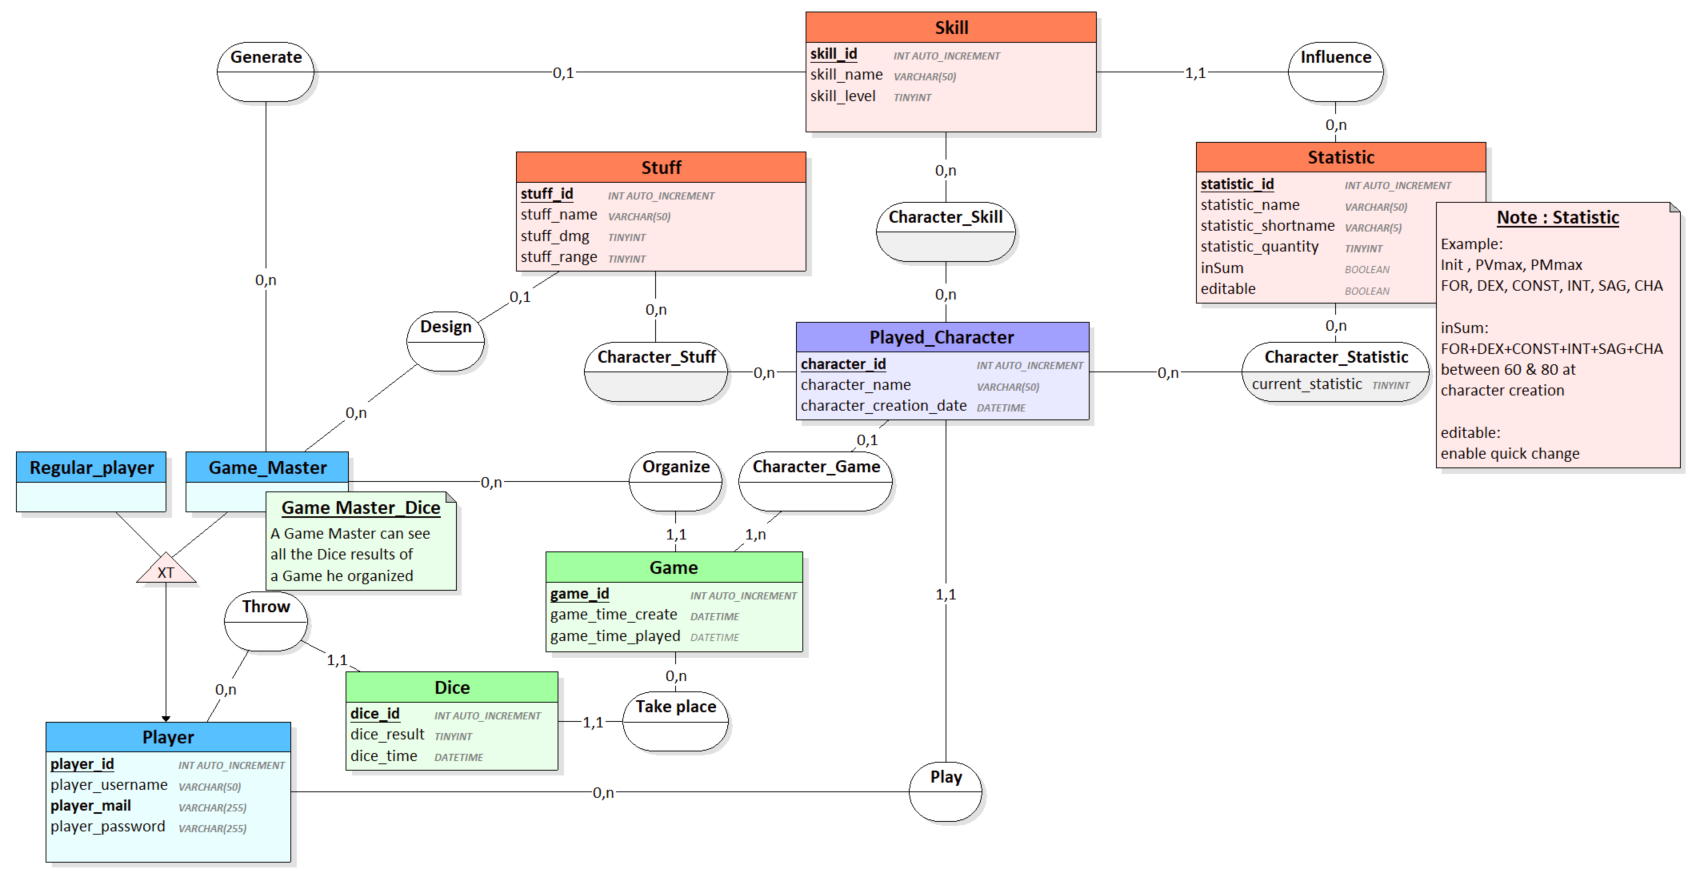 Skill
skill_id INT AUTO_INCREMENT
skill_name VARCHAR(50)
skill_level TINYINT
Generate
0,1
1,1
Influence
0,n
0,n
Stuff
stuff_id INT AUTO_INCREMENT
stuff_name VARCHAR(50)
stuff_dmg TINYINT
stuff_range TINYINT
Statistic
statistic_id INT AUTO_INCREMENT
statistic_name VARCHAR(50)
statistic_shortname VARCHAR(5)
statistic_quantity TINYINT
inSum BOOLEAN
editable BOOLEAN
Note : Statistic
Example:
Init , PVmax, PMmax
FOR, DEX, CONST, INT, SAG, CHA
inSum:
FOR+DEX+CONST+INT+SAG+CHA
between 60 & 80 at
character creation
editable:
enable quick change
Character_Skill
0,n
0,n
0,1
0,n
0,n
Design
Character_Stuff
0,n
Played_Character
character_id INT AUTO_INCREMENT
character_name VARCHAR(50)
character_creation_date DATETIME
0,n
Character_Statistic
current_statistic TINYINT
0,n
0,1
Regular_player
Game_Master
0,n
Organize
Character_Game
Game Master_Dice
A Game Master can see
all the Dice results of
a Game he organized
1,1
1,n
XT
Game
game_id INT AUTO_INCREMENT
game_time_create DATETIME
game_time_played DATETIME
1,1
Throw
1,1
0,n
0,n
Dice
dice_id INT AUTO_INCREMENT
dice_result TINYINT
dice_time DATETIME
1,1
Take place
Player
player_id INT AUTO_INCREMENT
player_username VARCHAR(50)
player_mail VARCHAR(255)
player_password VARCHAR(255)
0,n
Play